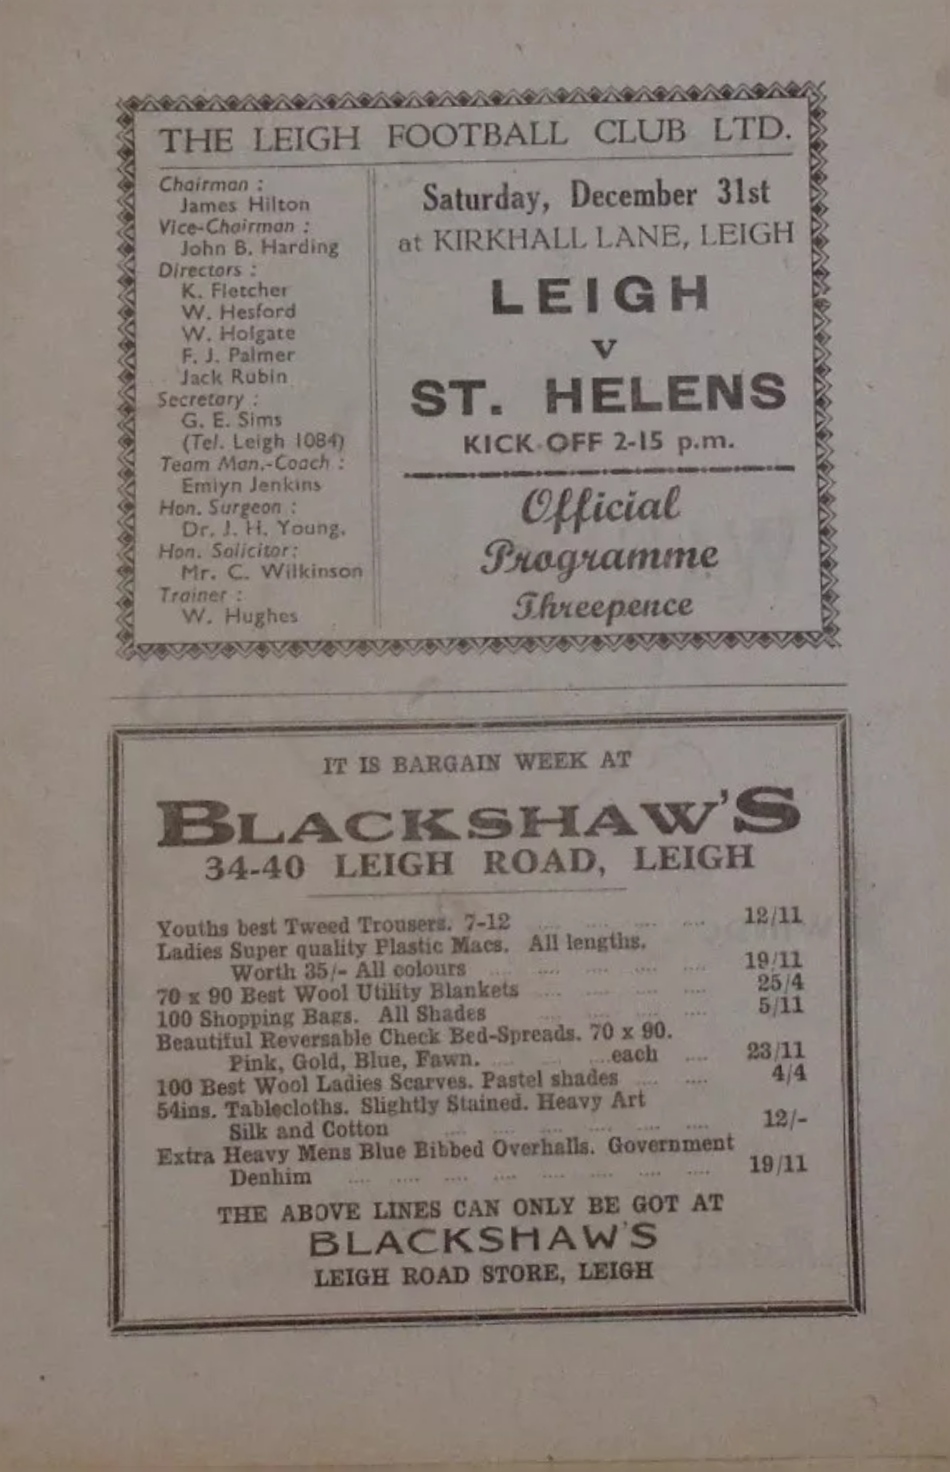 THE LEIGH FOOTBALL CLUB LTD.
Chairman :
James Hilton
Vice-Chairman :
John B. Harding
Directors :
K. Fletcher
W. Hesford
W. Holgate
F. J. Palmer
Jack Rubin
Secretary :
G. E. Sims
(Tel. Leigh 1084)
Team Man.-Coach :
Emlyn Jenkins
Hon. Surgeon :
Dr. J. H. Young.
Hon. Solicitor:
Mr. C. Wilkinson
Trainer :
W. Hughes
Saturday, December 31st
at KIRKHALL LANE, LEIGH
LEIGH
v
ST. HELENS
KICK-OFF 2-15 p.m.
Official
Programme
Threepence
IT IS BARGAIN WEEK AT
BLACKSHAW'S
34-40 LEIGH ROAD, LEIGH
Youths best Tweed Trousers. 7-12 .... .... .... .... 12/11
Ladies Super quality Plastic Macs. All lengths.
Worth 35/- All colours .... .... .... .... .... 19/11
70 x 90 Best Wool Utility Blankets .... .... .... .... 25/4
100 Shopping Bags. All Shades .... .... .... .... 5/11
Beautiful Reversable Check Bed-Spreads. 70 x 90.
Pink, Gold, Blue, Fawn. .... .... ....each .... 23/11
100 Best Wool Ladies Scarves. Pastel shades .... .... 4/4
54ins. Tablecloths. Slightly Stained. Heavy Art
Silk and Cotton .... .... .... .... .... .... 12/-
Extra Heavy Mens Blue Bibbed Overhalls. Government
Denhim .... .... .... .... .... .... .... .... 19/11
THE ABOVE LINES CAN ONLY BE GOT AT
BLACKSHAW'S
LEIGH ROAD STORE, LEIGH